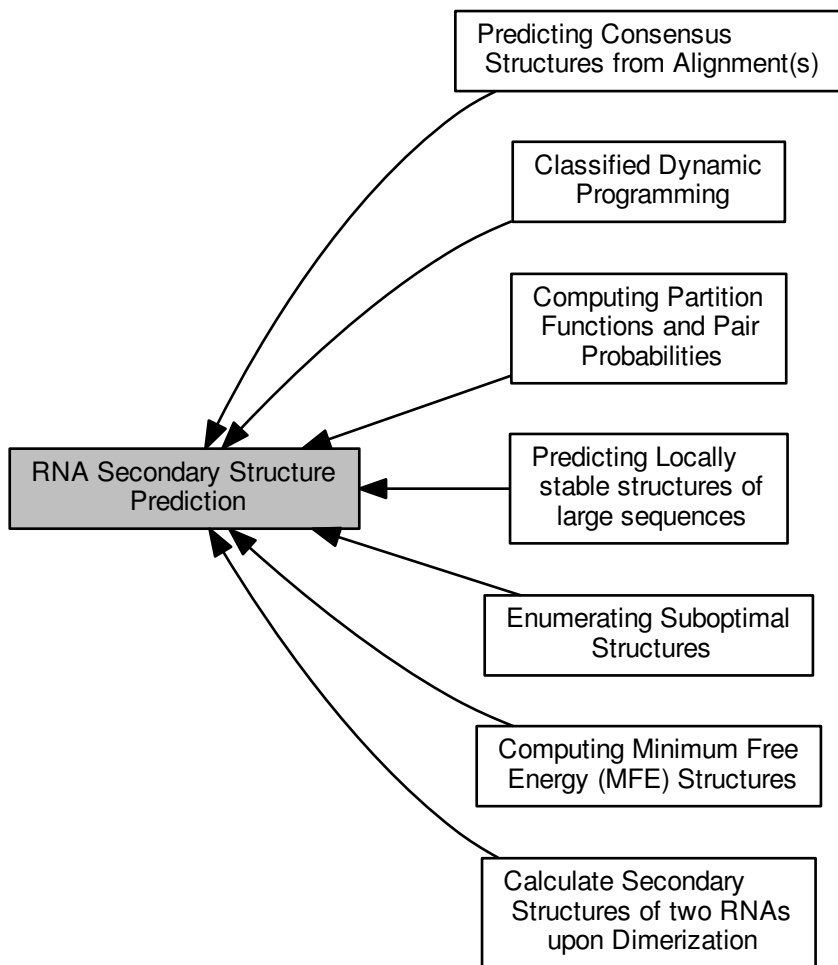 Predicting Consensus
Structures from Alignment(s)
Classified Dynamic
Programming
Computing Partition
Functions and Pair
Probabilities
RNA Secondary Structure
Prediction
Predicting Locally
stable structures of
large sequences
Enumerating Suboptimal
Structures
Computing Minimum Free
Energy (MFE) Structures
Calculate Secondary
Structures of two RNAs
upon Dimerization